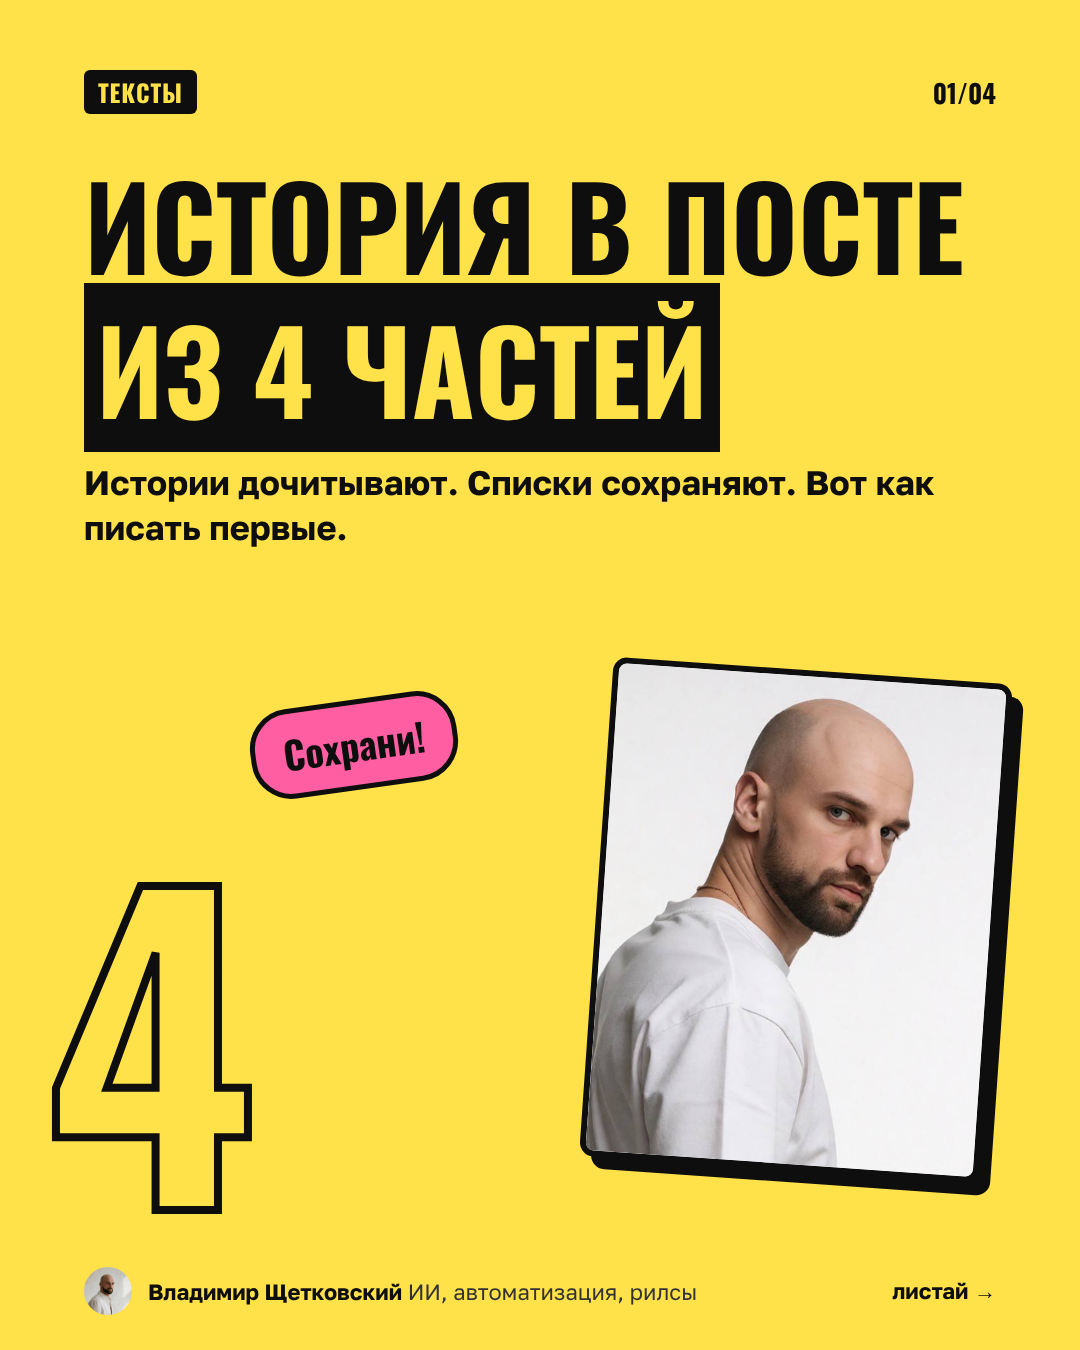 ТЕКСТЫ
01/04
ИСТОРИЯ В ПОСТЕ
ИЗ 4 ЧАСТЕЙ
Истории дочитывают. Списки сохраняют. Вот как
писать первые.
Сохрани!
4
Владимир Щетковский ИИ, автоматизация, рилсы
листай →